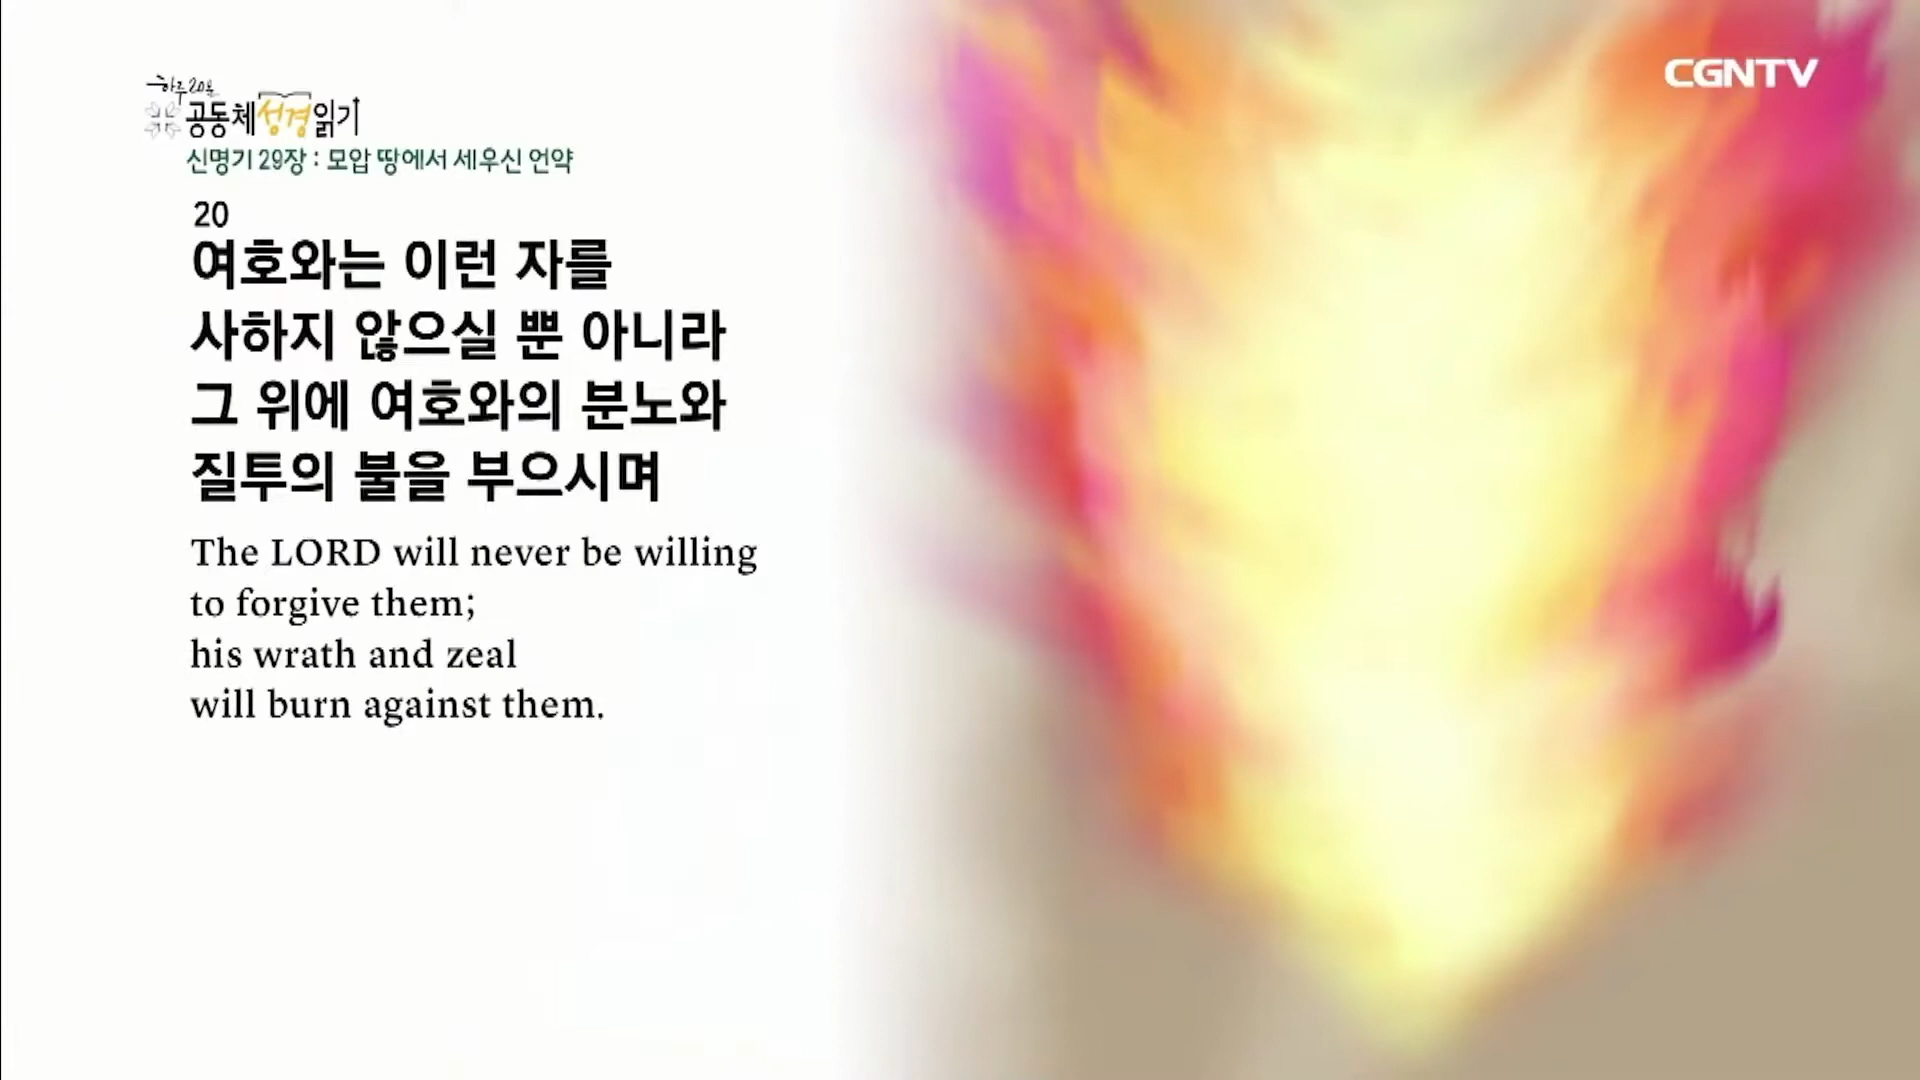 하루 20분
공동체성경읽기
CGNTV
신명기 29장 : 모압 땅에서 세우신 언약
20
여호와는 이런 자를
사하지 않으실 뿐 아니라
그 위에 여호와의 분노와
질투의 불을 부으시며
The LORD will never be willing
to forgive them;
his wrath and zeal
will burn against them.